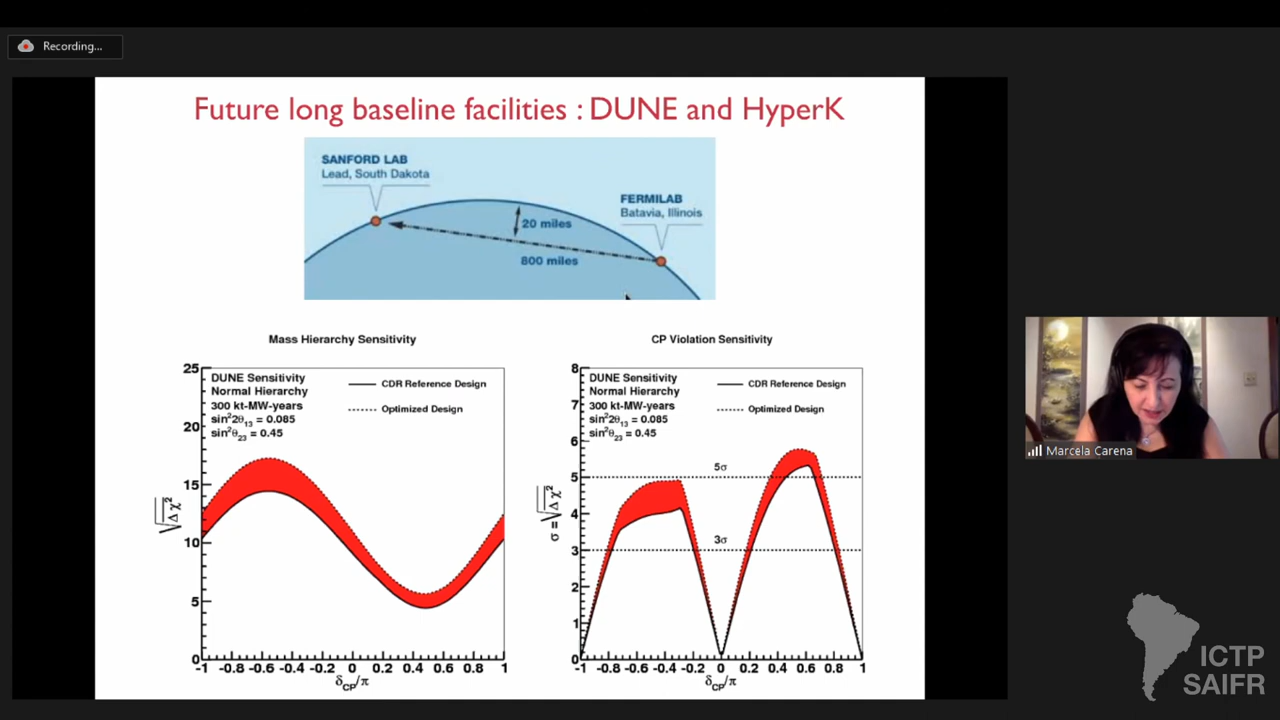 Recording...
Future long baseline facilities : DUNE and HyperK
SANFORD LAB
Lead, South Dakota
FERMILAB
Batavia, Illinois
20 miles
800 miles
Mass Hierarchy Sensitivity
DUNE Sensitivity
Normal Hierarchy
300 kt-MW-years
sin²2θ₁₃ = 0.085
sin²θ₂₃ = 0.45
CDR Reference Design
Optimized Design
25
20
15
10
5
0
√Δχ²
-1 -0.8 -0.6 -0.4 -0.2 0 0.2 0.4 0.6 0.8 1
δCP/π
CP Violation Sensitivity
DUNE Sensitivity
Normal Hierarchy
300 kt-MW-years
sin²2θ₁₃ = 0.085
sin²θ₂₃ = 0.45
CDR Reference Design
Optimized Design
5σ
3σ
8
7
6
5
4
3
2
1
0
σ = √Δχ²
-1 -0.8 -0.6 -0.4 -0.2 0 0.2 0.4 0.6 0.8 1
δCP/π
Marcela Carena
ICTP
SAIFR